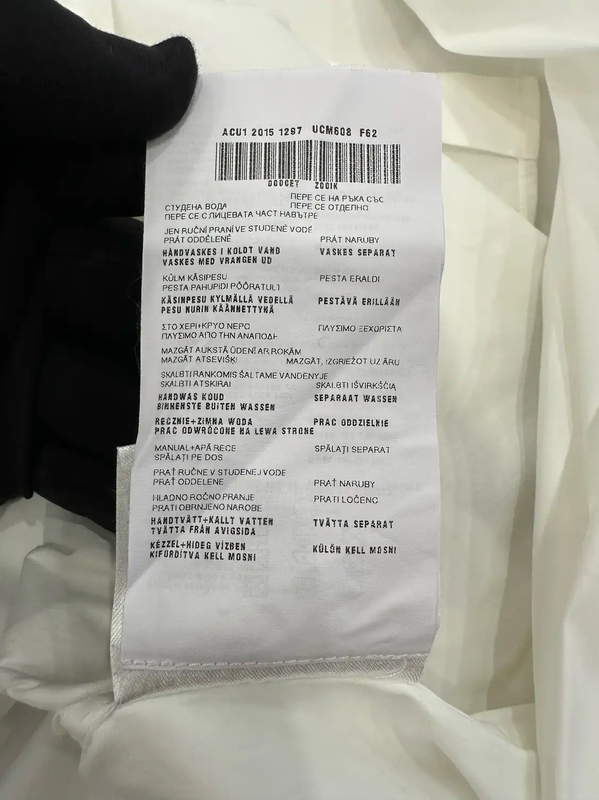 ACU1 2015 1297 UCM608 F62
DODGET ZOOIK
ПЕРЕ СЕ НА РЪКА СЪС
СТУДЕНА ВОДА ПЕРЕ СЕ ОТДЕЛНО
ПЕРЕ СЕ С ЛИЦЕВАТА ЧАСТ НАВЪТРЕ
JEN RUČNÍ PRANÍ VE STUDENÉ VODĚ
PRÁT ODDĚLENĚ PRÁT NARUBY
HÅNDVASKES I KOLDT VAND
VASKES MED VRANGEN UD VASKES SEPARAT
KÜLM KÄSIPESU PESTA ERALDI
PESTA PAHUPIDI PÖÖRATULT
KÄSINPESU KYLMÄLLÄ VEDELLÄ PESTÄVÄ ERILLÄÄN
PESU NURIN KÄÄNNETTYNÄ
ΣΤΟ ΧΕΡΙ+ΚΡΥΟ ΝΕΡΟ ΠΛΥΣΙΜΟ ΞΕΧΩΡΙΣΤΑ
ΠΛΥΣΙΜΟ ΑΠΟ ΤΗΝ ΑΝΑΠΟΔΗ
MAZGĀT AUKSTĀ ŪDENĪ AR ROKĀM
MAZGĀT ATSEVIŠĶI MAZGĀT, IZGRIEŽOT UZ ĀRU
SKALBTI RANKOMIS ŠALTAME VANDENYJE
SKALBTI ATSKIRAI SKALBTI IŠVIRKŠČIĄ
HANDWAS KOUD SEPARAAT WASSEN
BINNENSTE BUITEN WASSEN
RĘCZNIE+ZIMNA WODA PRAĆ ODDZIELNIE
PRAĆ ODWRÓCONE NA LEWĄ STRONĘ
MANUAL+APĂ RECE SPĂLAȚI SEPARAT
SPĂLAȚI PE DOS
PRAŤ RUČNE V STUDENEJ VODE
PRAŤ ODDELENE PRAŤ NARUBY
HLADNO ROČNO PRANJE PRATI LOČENO
PRATI OBRNJENO NAROBE
HANDTVÄTT+KALLT VATTEN TVÄTTA SEPARAT
TVÄTTA FRÅN AVIGSIDA
KÉZZEL+HIDEG VÍZBEN KÜLÖN KELL MOSNI
KIFORDÍTVA KELL MOSNI